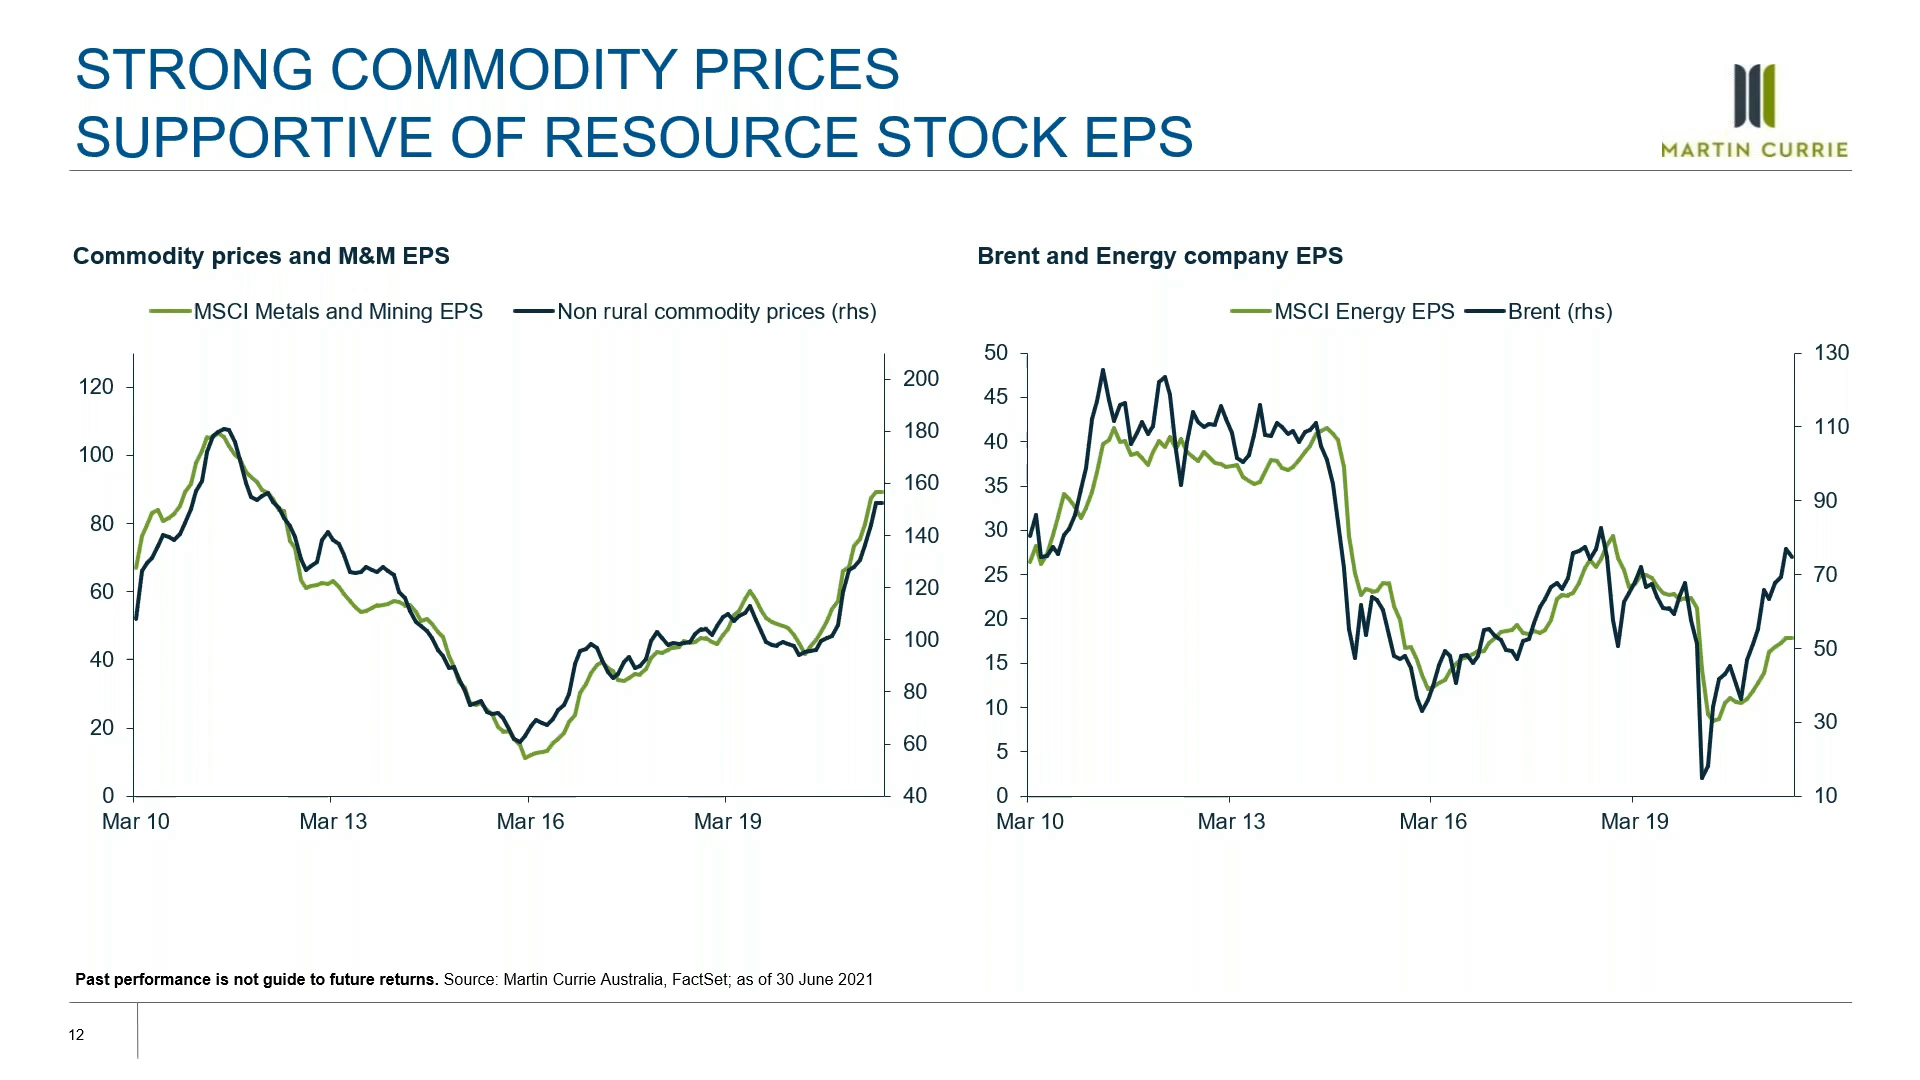 STRONG COMMODITY PRICES
SUPPORTIVE OF RESOURCE STOCK EPS
MARTIN CURRIE
Commodity prices and M&M EPS
MSCI Metals and Mining EPS
Non rural commodity prices (rhs)
120
100
80
60
40
20
0
200
180
160
140
120
100
80
60
40
Mar 10
Mar 13
Mar 16
Mar 19
Brent and Energy company EPS
MSCI Energy EPS
Brent (rhs)
50
45
40
35
30
25
20
15
10
5
0
130
110
90
70
50
30
10
Mar 10
Mar 13
Mar 16
Mar 19
Past performance is not guide to future returns. Source: Martin Currie Australia, FactSet; as of 30 June 2021
12